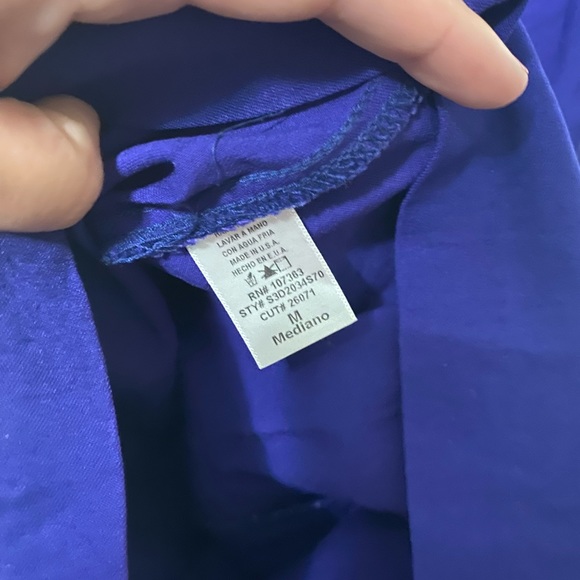 LAVAR A MANO
CON AGUA FRIA
MADE IN U.S.A.
HECHO EN E.U.A.
RN# 107363
STY# S3D2034S70
CUT# 26071
M
Mediano